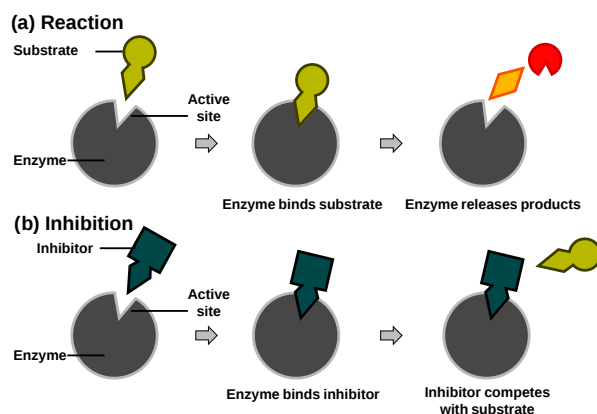 (a) Reaction
Substrate
Active
site
Enzyme
Enzyme binds substrate
Enzyme releases products
(b) Inhibition
Inhibitor
Active
site
Enzyme
Enzyme binds inhibitor
Inhibitor competes
with substrate